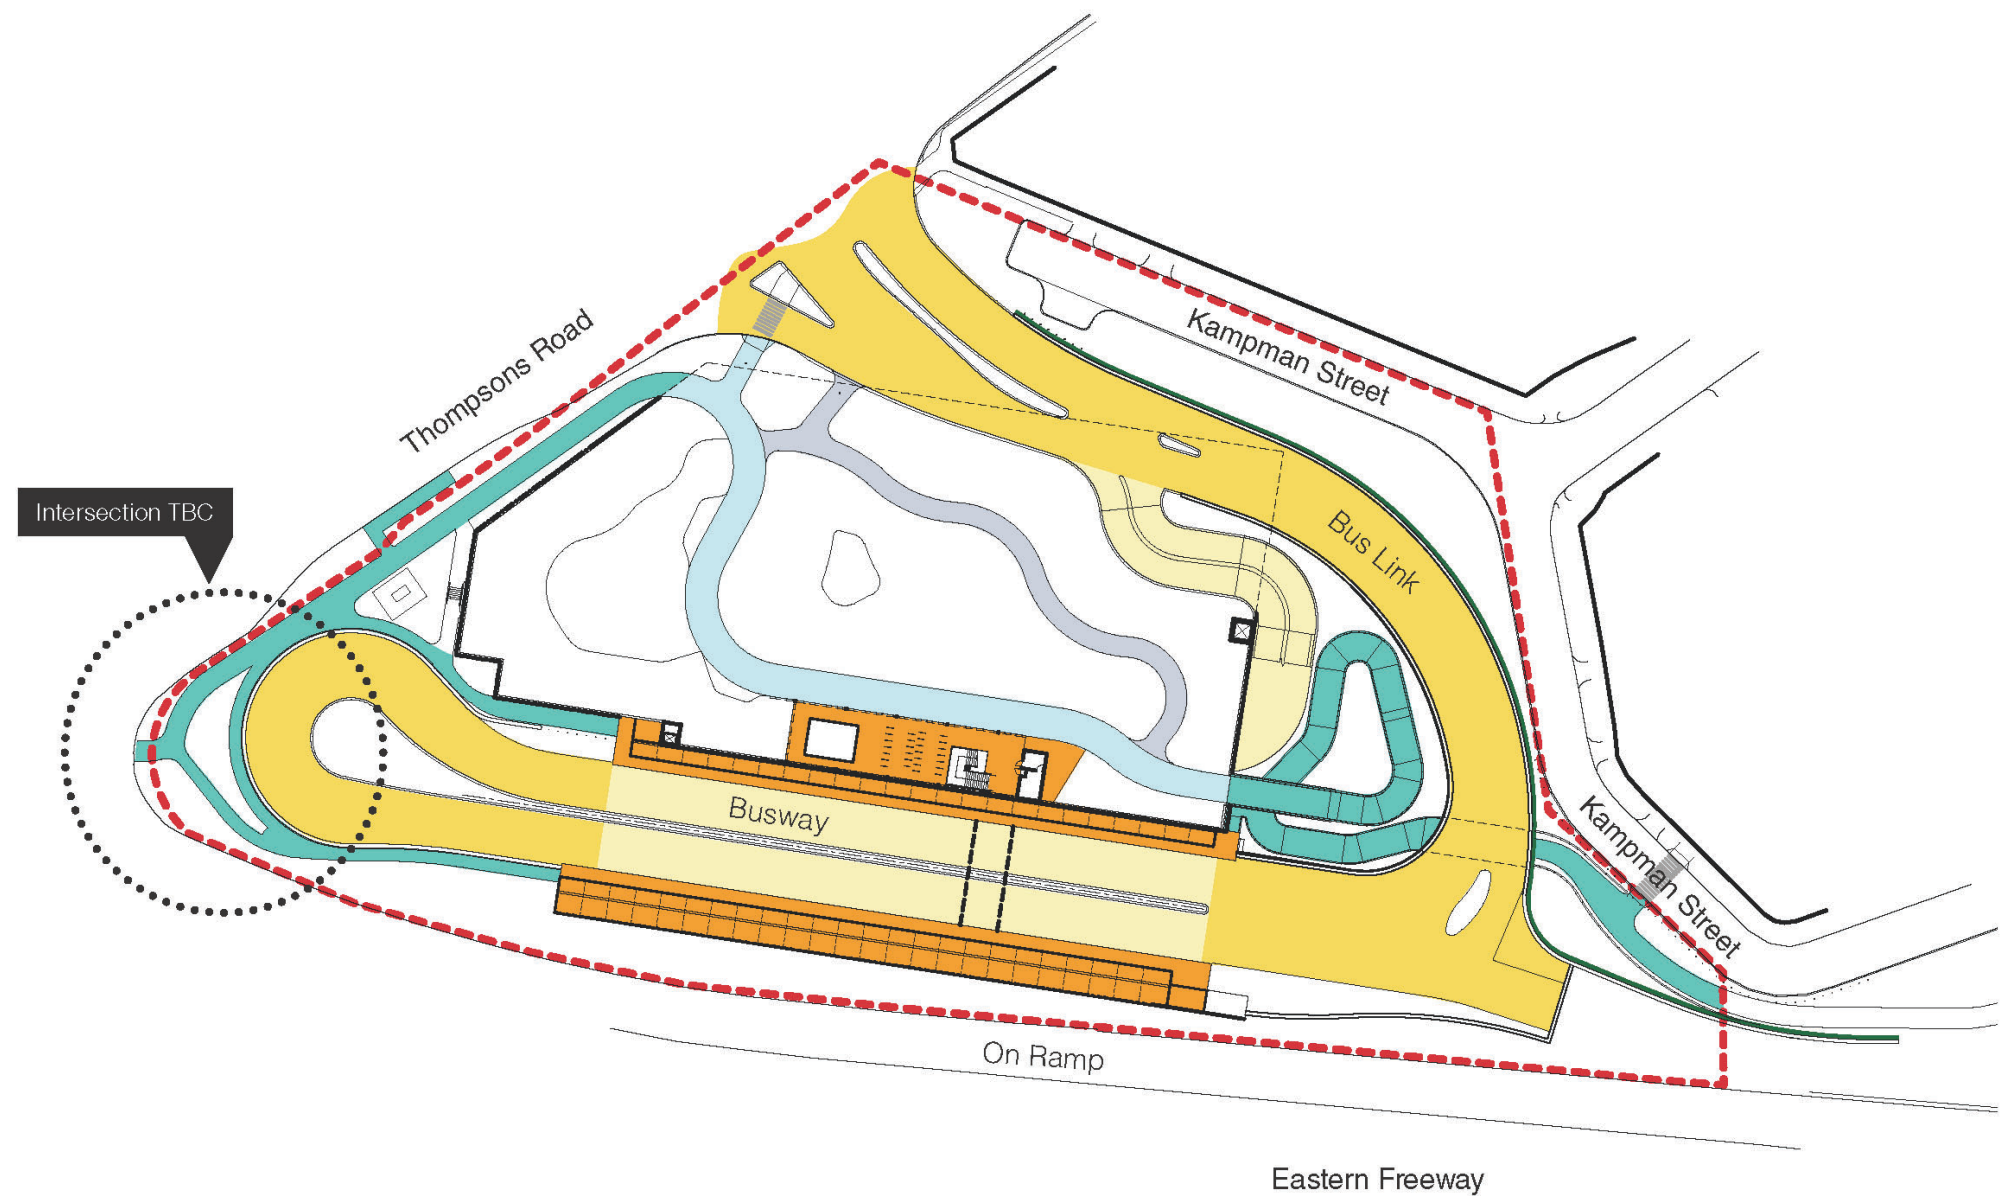 Thompsons Road
Kampman Street
Intersection TBC
Bus Link
Busway
Kampman Street
On Ramp
Eastern Freeway